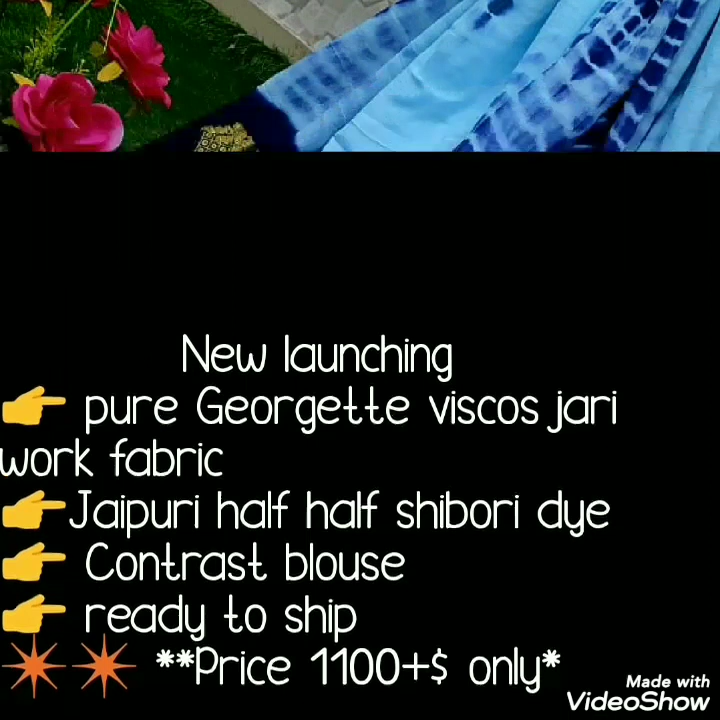 New launching
👉 pure Georgette viscos jari
work fabric
👉Jaipuri half half shibori dye
👉 Contrast blouse
👉 ready to ship
✴✴ **Price 1100+$ only*
Made with
VideoShow